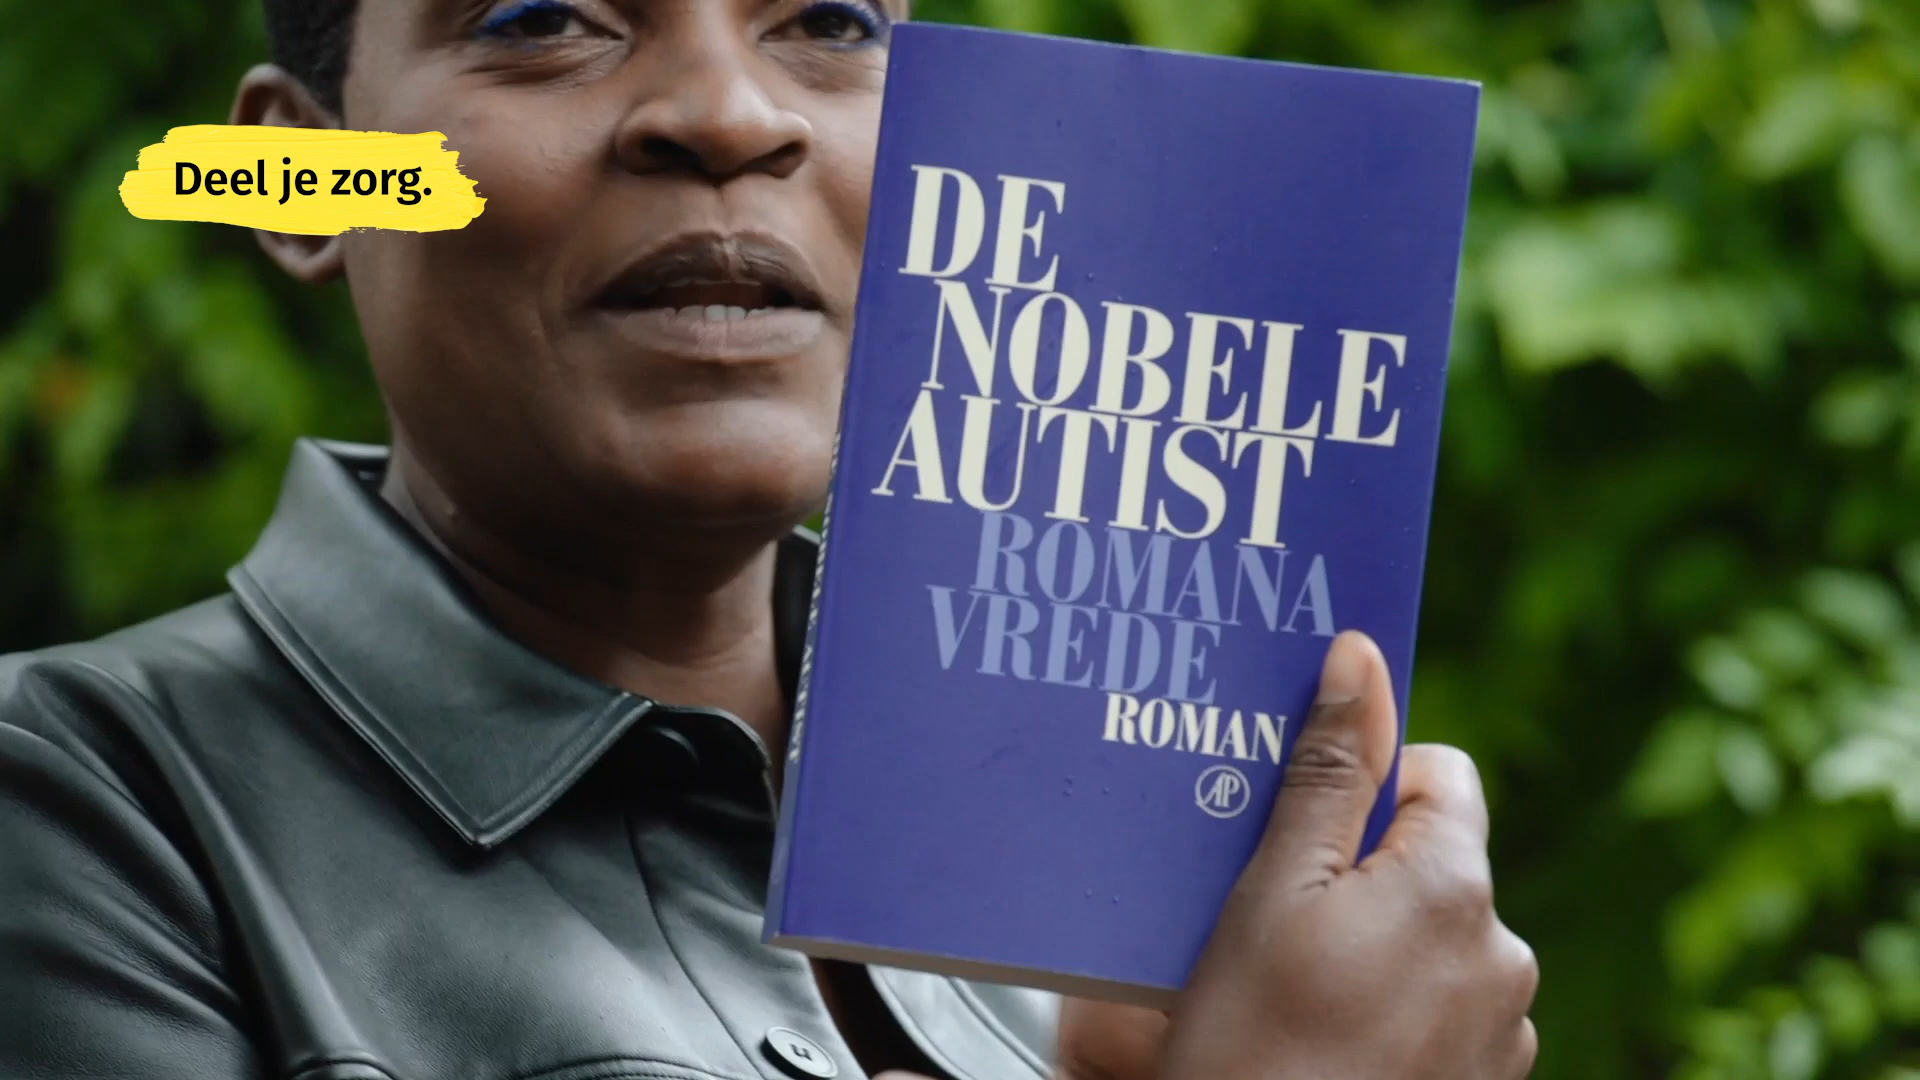 Deel je zorg.
DE
NOBELE
AUTIST
ROMANA
VREDE
ROMAN
AP